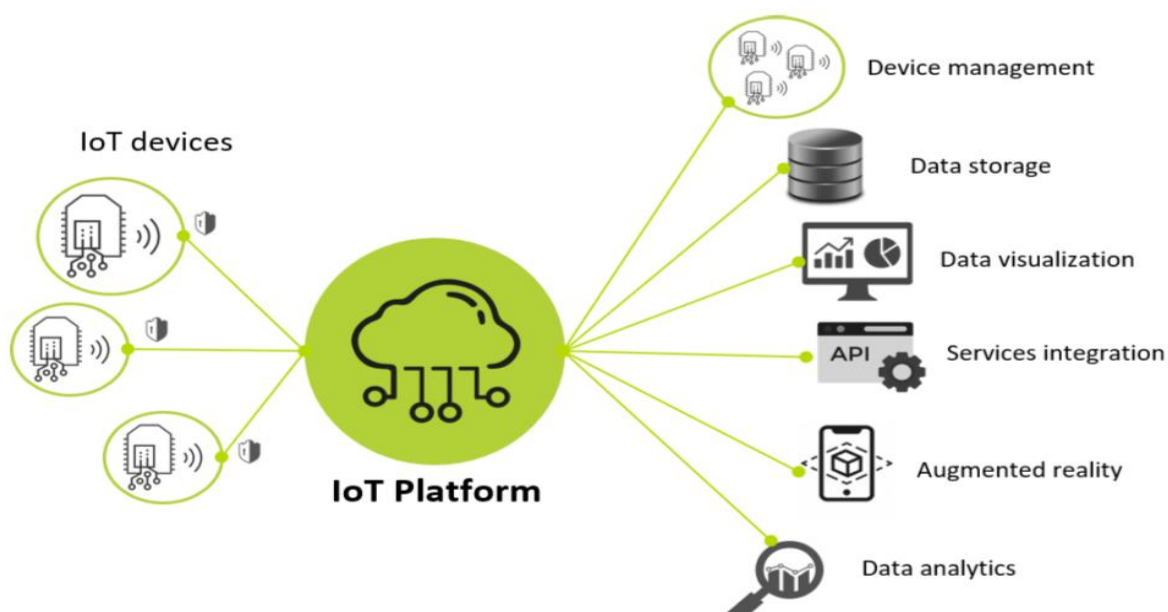 IoT devices
IoT Platform
Device management
Data storage
Data visualization
API
Services integration
Augmented reality
Data analytics